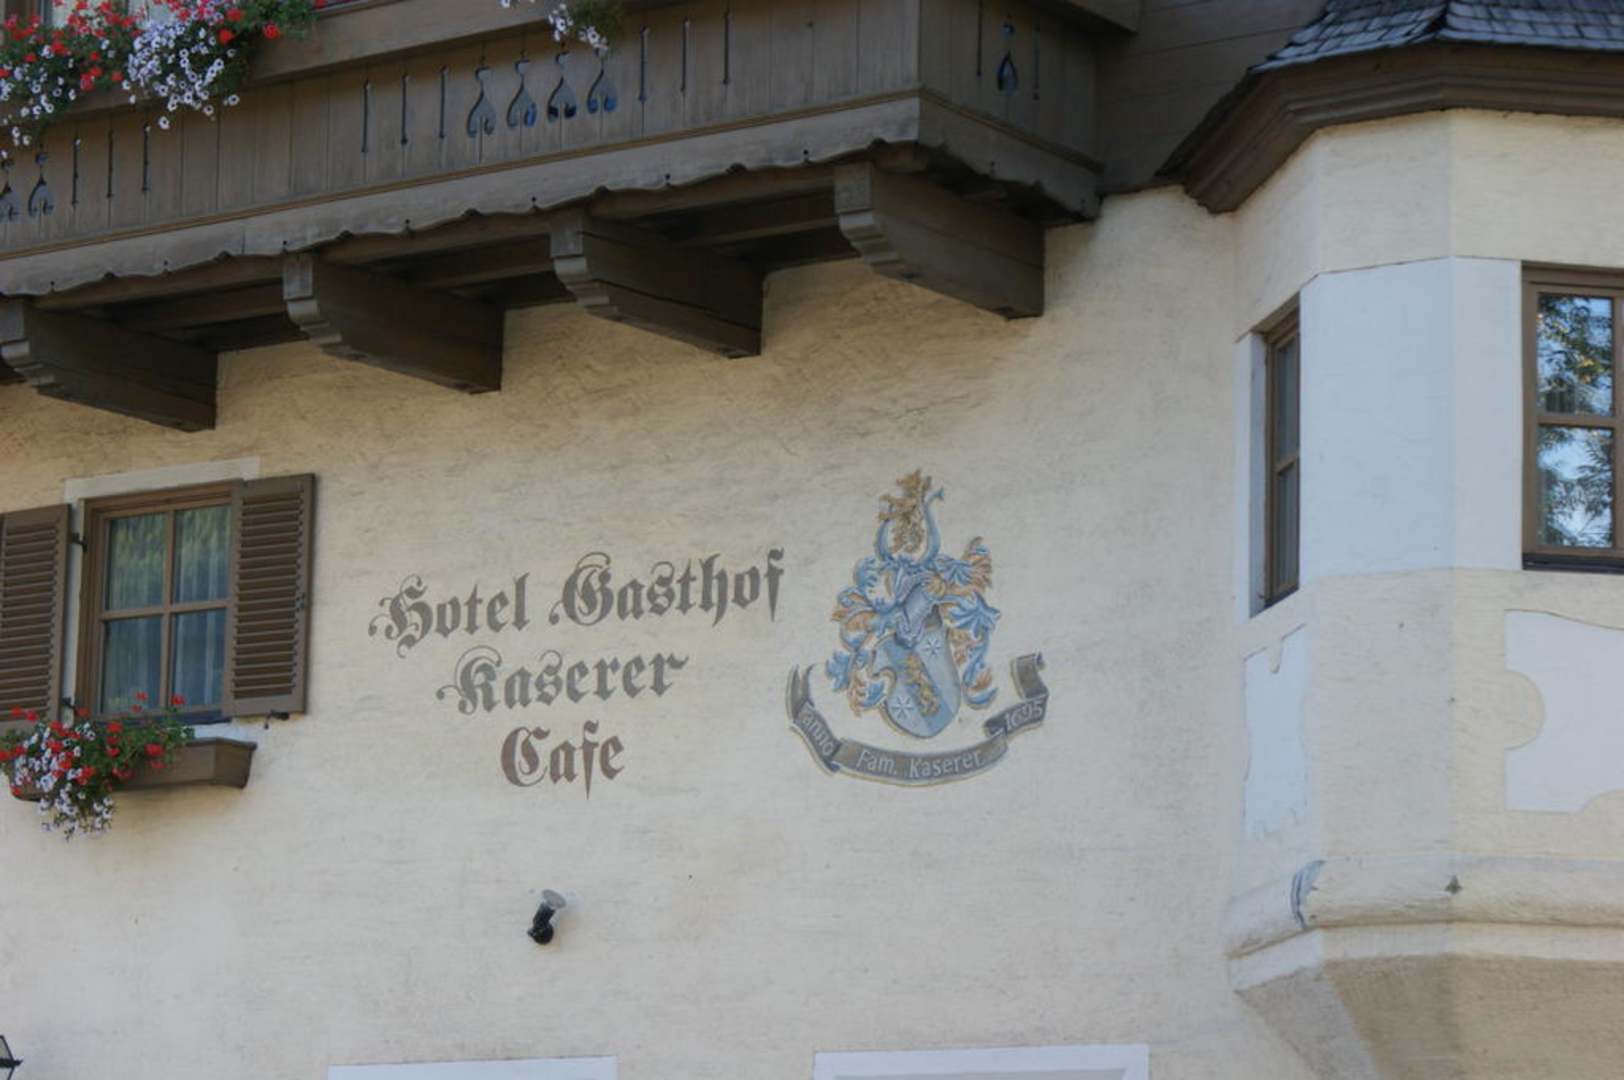 Hotel Gasthof
Kaserer
Cafe
anno
Fam. Kaserer
1695